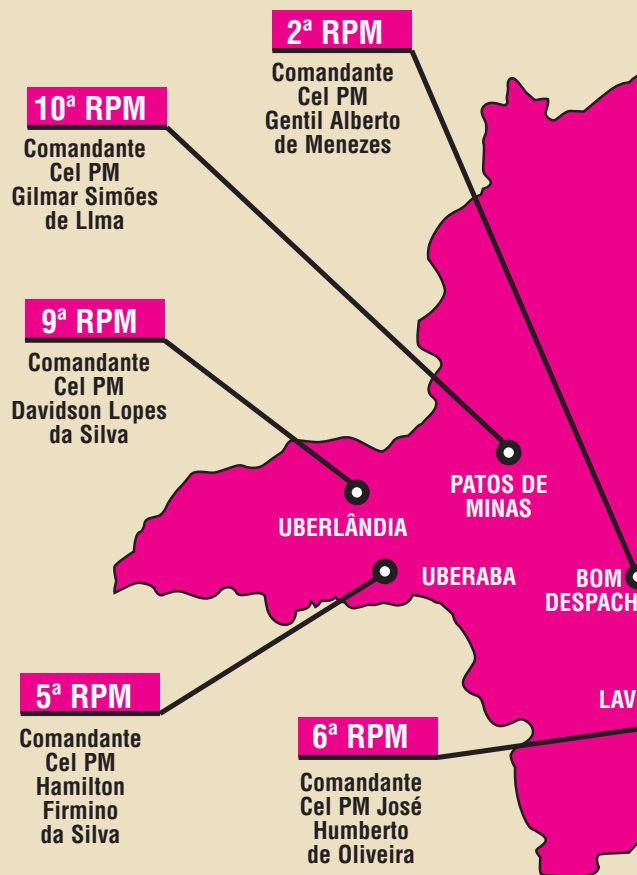 2ª RPM
Comandante
Cel PM
Gentil Alberto
de Menezes
10ª RPM
Comandante
Cel PM
Gilmar Simões
de LIma
9ª RPM
Comandante
Cel PM
Davidson Lopes
da Silva
PATOS DE
MINAS
UBERLÂNDIA
UBERABA
BOM
DESPACH
5ª RPM
Comandante
Cel PM
Hamilton
Firmino
da Silva
LAV
6ª RPM
Comandante
Cel PM José
Humberto
de Oliveira